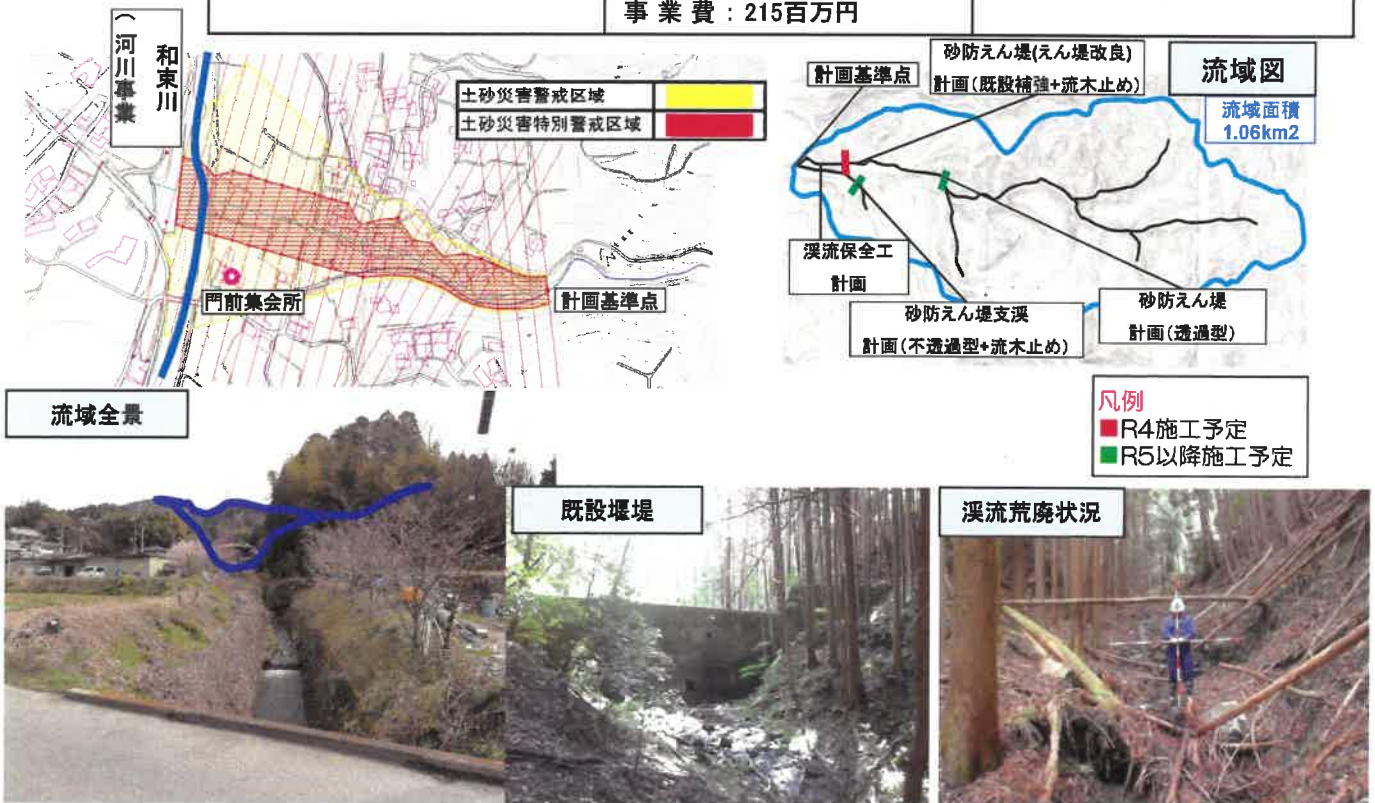 事業費：215百万円
（河川事業
和束川
土砂災害警戒区域
土砂災害特別警戒区域
門前集会所
計画基準点
計画基準点
砂防えん堤(えん堤改良)
計画(既設補強+流木止め)
流域図
流域面積
1.06km2
渓流保全工
計画
砂防えん堤支渓
計画(不透過型+流木止め)
砂防えん堤
計画(透過型)
凡例
R4施工予定
R5以降施工予定
流域全景
既設堰堤
渓流荒廃状況